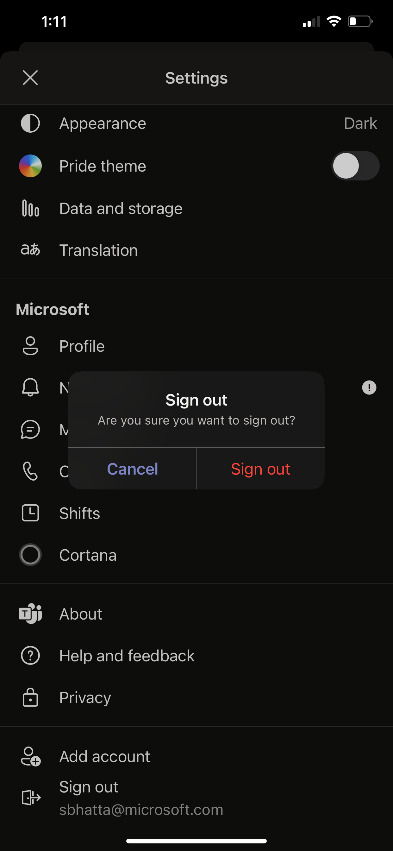 1:11
Settings
Appearance
Dark
Pride theme
Data and storage
aあ Translation
Microsoft
Profile
N
M
C
Sign out
Are you sure you want to sign out?
Cancel
Sign out
Shifts
Cortana
About
Help and feedback
Privacy
Add account
Sign out
sbhatta@microsoft.com